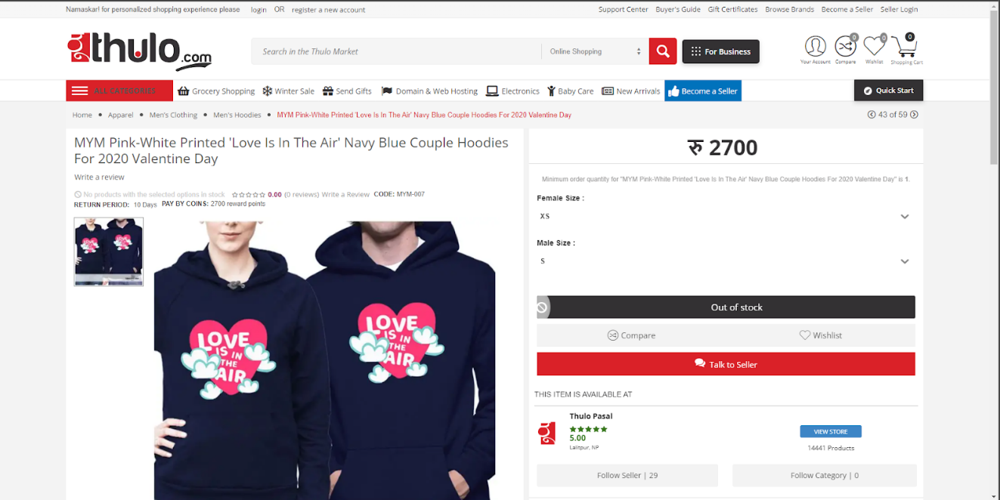 Namaskar! for personalized shopping experience please login OR register a new account
Support Center Buyer's Guide Gift Certificates Browse Brands Become a Seller Seller Login
thulo.com
Search in the Thulo Market
Online Shopping
For Business
Your Account
0
Compare
0
Wishlist
0
Shopping Cart
ALL CATEGORIES
Grocery Shopping Winter Sale Send Gifts Domain & Web Hosting Electronics Baby Care New Arrivals Become a Seller
Quick Start
Home • Apparel • Men's Clothing • Men's Hoodies • MYM Pink-White Printed 'Love Is In The Air' Navy Blue Couple Hoodies For 2020 Valentine Day
43 of 59
MYM Pink-White Printed 'Love Is In The Air' Navy Blue Couple Hoodies
For 2020 Valentine Day
Write a review
No products with the selected options in stock 0.00 (0 reviews) Write a Review CODE: MYM-007
RETURN PERIOD: 10 Days PAY BY COINS: 2700 reward points
LOVE
IS IN
THE
AIR
LOVE
IS IN
THE
AIR
रु 2700
Minimum order quantity for "MYM Pink-White Printed 'Love Is In The Air' Navy Blue Couple Hoodies For 2020 Valentine Day" is 1.
Female Size :
XS
Male Size :
S
Out of stock
Compare
Wishlist
Talk to Seller
THIS ITEM IS AVAILABLE AT
Thulo Pasal
5.00
Lalitpur, NP
VIEW STORE
14441 Products
Follow Seller | 29
Follow Category | 0